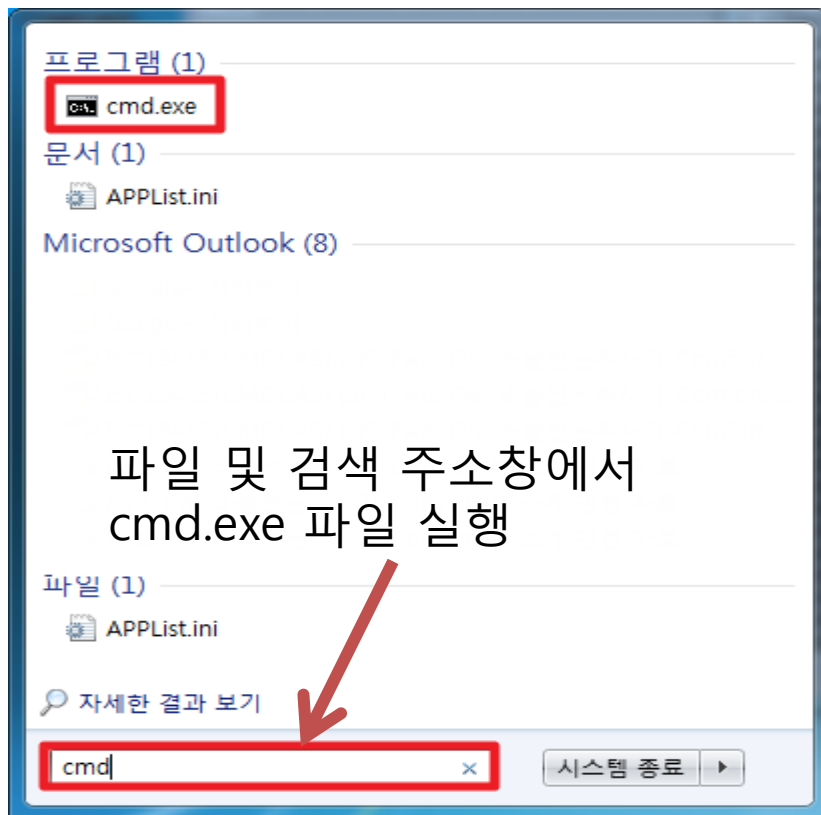 프로그램 (1)
cmd.exe
문서 (1)
APPList.ini
Microsoft Outlook (8)
파일 및 검색 주소창에서
cmd.exe 파일 실행
파일 (1)
APPList.ini
자세한 결과 보기
cmd
시스템 종료